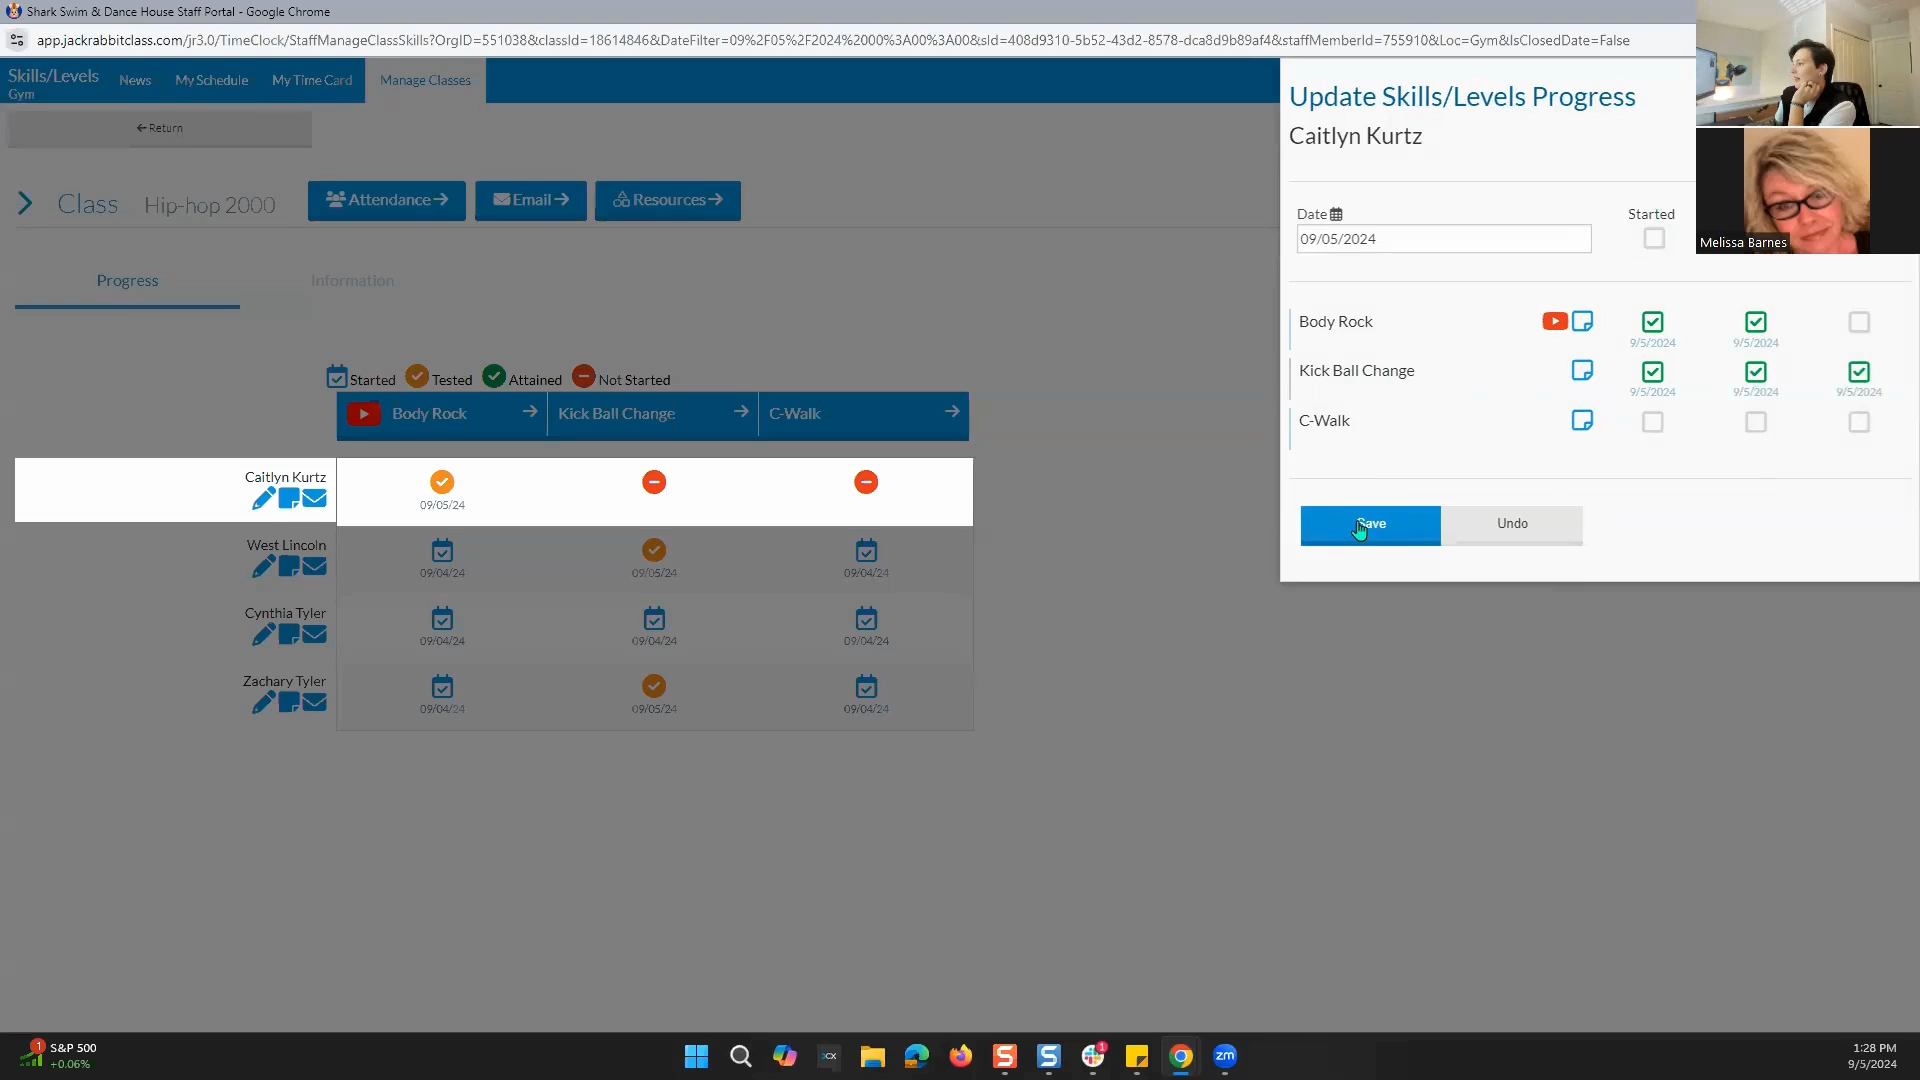 Shark Swim & Dance House Staff Portal - Google Chrome
app.jackrabbitclass.com/jr3.0/TimeClock/StaffManageClassSkills?OrgID=551038&classId=18614846&DateFilter=09%2F05%2F2024%2000%3A00%3A00&sId=408d9310-5b52-43d2-8578-dca8d9b89af4&staffMemberId=755910&Loc=Gym&IsClosedDate=False
Skills/Levels
Gym
News My Schedule My Time Card Manage Classes
Return
Class Hip-hop 2000 Attendance Email Resources
Progress Information
Started Tested Attained Not Started
Body Rock Kick Ball Change C-Walk
Caitlyn Kurtz
09/05/24
West Lincoln
09/04/24 09/05/24 09/04/24
Cynthia Tyler
09/04/24 09/04/24 09/04/24
Zachary Tyler
09/04/24 09/05/24 09/04/24
Update Skills/Levels Progress
Caitlyn Kurtz
Date Started
09/05/2024
Body Rock
9/5/2024 9/5/2024
Kick Ball Change
9/5/2024 9/5/2024 9/5/2024
C-Walk
Save Undo
Melissa Barnes
1
S&P 500
+0.06%
CX
S
S
1
zm
1:28 PM
9/5/2024